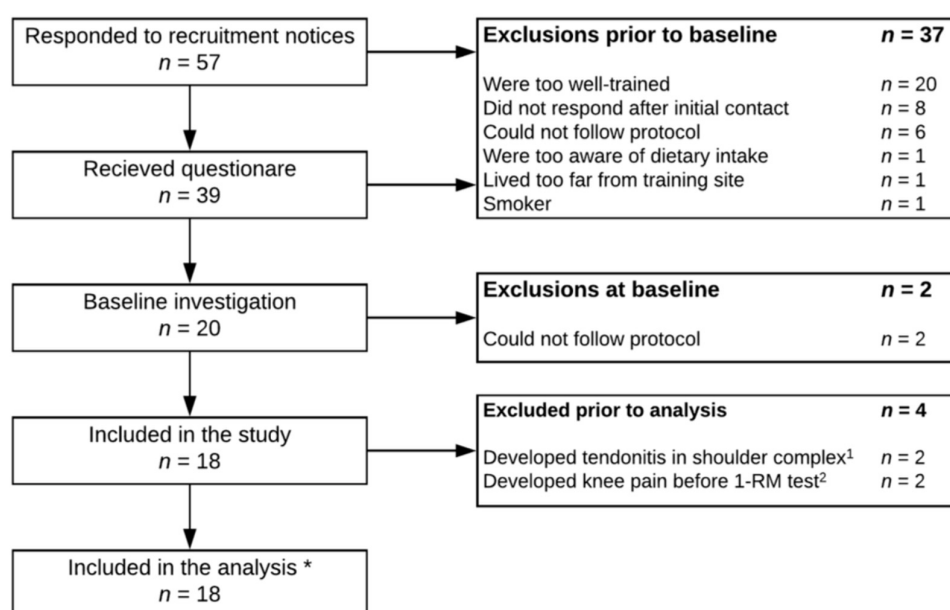 Responded to recruitment notices
n = 57
Exclusions prior to baseline n = 37
Were too well-trained n = 20
Did not respond after initial contact n = 8
Could not follow protocol n = 6
Were too aware of dietary intake n = 1
Lived too far from training site n = 1
Smoker n = 1
Recieved questionare
n = 39
Baseline investigation
n = 20
Exclusions at baseline n = 2
Could not follow protocol n = 2
Included in the study
n = 18
Excluded prior to analysis n = 4
Developed tendonitis in shoulder complex¹ n = 2
Developed knee pain before 1-RM test² n = 2
Included in the analysis *
n = 18